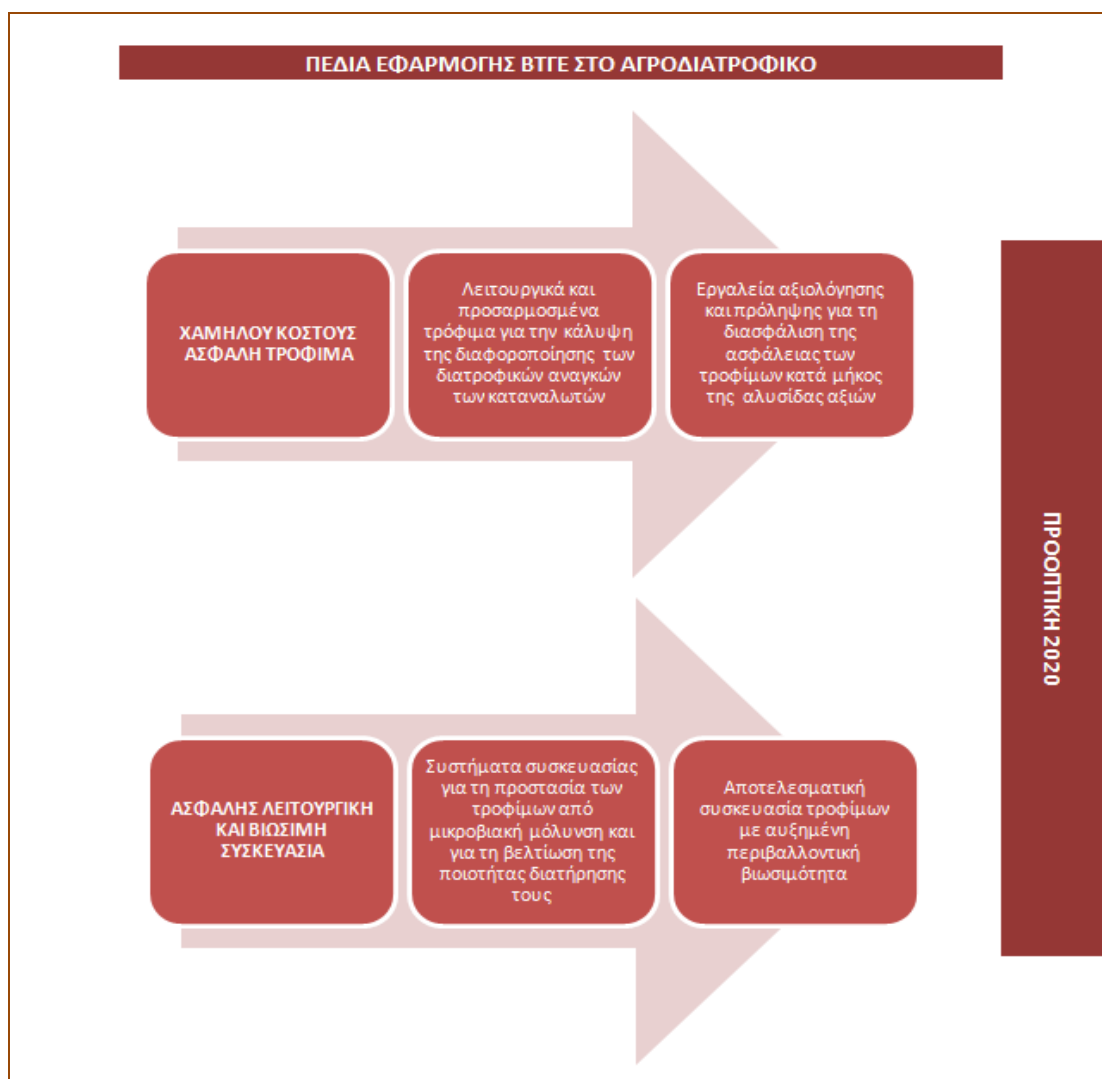 ΠΕΔΙΑ ΕΦΑΡΜΟΓΗΣ ΒΤΓΕ ΣΤΟ ΑΓΡΟΔΙΑΤΡΟΦΙΚΟ
ΧΑΜΗΛΟΥ ΚΟΣΤΟΥΣ
ΑΣΦΑΛΗ ΤΡΟΦΙΜΑ
Λειτουργικά και
προσαρμοσμένα
τρόφιμα για την κάλυψη
της διαφοροποίησης των
διατροφικών αναγκών
των καταναλωτών
Εργαλεία αξιολόγησης
και πρόληψης για τη
διασφάλιση της
ασφάλειας των
τροφίμων κατά μήκος
της αλυσίδας αξιών
ΑΣΦΑΛΗΣ ΛΕΙΤΟΥΡΓΙΚΗ
ΚΑΙ ΒΙΩΣΙΜΗ
ΣΥΣΚΕΥΑΣΙΑ
Συστήματα συσκευασίας
για τη προστασία των
τροφίμων από
μικροβιακή μόλυνση και
για τη βελτίωση της
ποιοτήτας διατήρησης
τους
Αποτελεσματική
συσκευασία τροφίμων
με αυξημένη
περιβαλλοντική
βιωσιμότητα
ΠΡΟΟΠΤΙΚΗ 2020